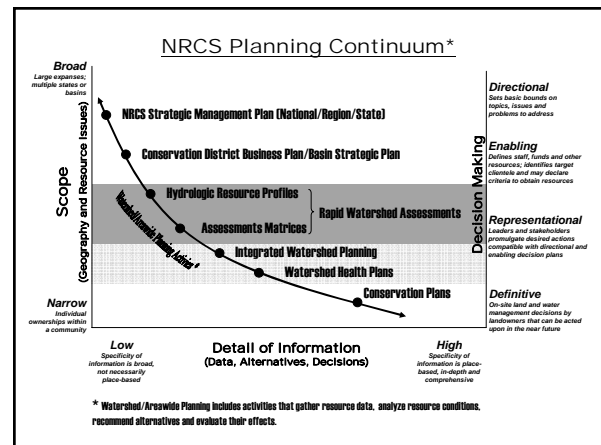 NRCS Planning Continuum*
Broad
Large expanses;
multiple states or
basins
Scope
(Geography and Resource Issues)
Narrow
Individual
ownerships within
a community
NRCS Strategic Management Plan (National/Region/State)
Conservation District Business Plan/Basin Strategic Plan
Hydrologic Resource Profiles
Rapid Watershed Assessments
Assessments Matrices
Watershed/Areawide Planning Activities *
Integrated Watershed Planning
Watershed Health Plans
Conservation Plans
Decision Making
Directional
Sets basic bounds on
topics, issues and
problems to address
Enabling
Defines staff, funds and other
resources; identifies target
clientele and may declare
criteria to obtain resources
Representational
Leaders and stakeholders
promulgate desired actions
compatible with directional and
enabling decision plans
Definitive
On-site land and water
management decisions by
landowners that can be acted
upon in the near future
Low
Specificity of
information is broad,
not necessarily
place-based
Detail of Information
(Data, Alternatives, Decisions)
High
Specificity of
information is place-
based, in-depth and
comprehensive
* Watershed/Areawide Planning includes activities that gather resource data, analyze resource conditions,
recommend alternatives and evaluate their effects.